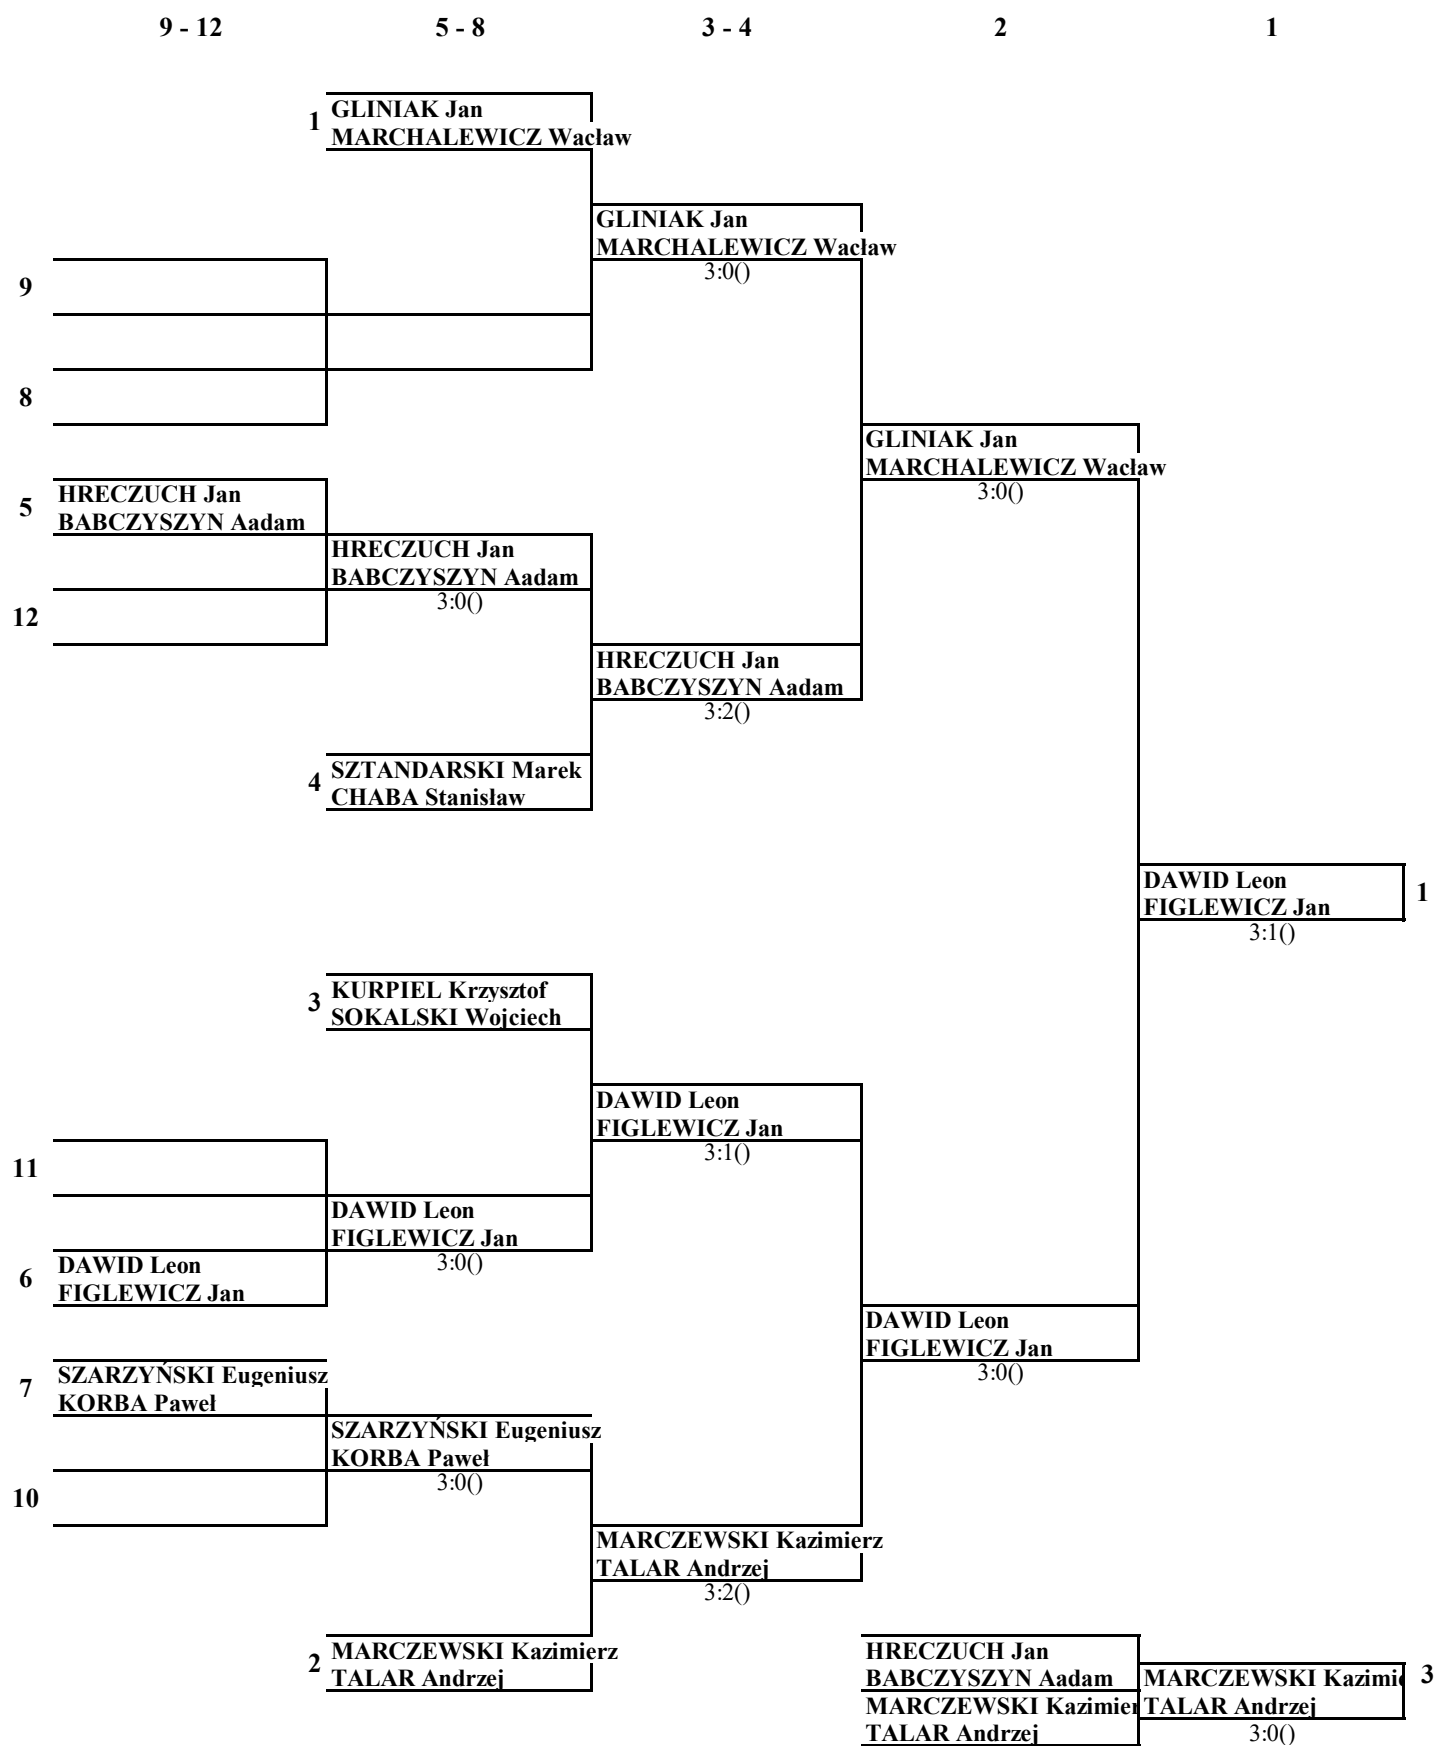 9 - 12 5 - 8 3 - 4 2 1
1 GLINIAK Jan
MARCHALEWICZ Wacław
GLINIAK Jan
MARCHALEWICZ Wacław
3:0()
9
8
GLINIAK Jan
MARCHALEWICZ Wacław
3:0()
5 HRECZUCH Jan
BABCZYSZYN Aadam
HRECZUCH Jan
BABCZYSZYN Aadam
3:0()
12
HRECZUCH Jan
BABCZYSZYN Aadam
3:2()
4 SZTANDARSKI Marek
CHABA Stanisław
DAWID Leon 1
FIGLEWICZ Jan
3:1()
3 KURPIEL Krzysztof
SOKALSKI Wojciech
DAWID Leon
FIGLEWICZ Jan
3:1()
11
DAWID Leon
FIGLEWICZ Jan
3:0()
6 DAWID Leon
FIGLEWICZ Jan
DAWID Leon
FIGLEWICZ Jan
3:0()
7 SZARZYŃSKI Eugeniusz
KORBA Paweł
SZARZYŃSKI Eugeniusz
KORBA Paweł
3:0()
10
MARCZEWSKI Kazimierz
TALAR Andrzej
3:2()
2 MARCZEWSKI Kazimierz
TALAR Andrzej
HRECZUCH Jan
BABCZYSZYN Aadam
MARCZEWSKI Kazimier
TALAR Andrzej
MARCZEWSKI Kazimie 3
TALAR Andrzej
3:0()